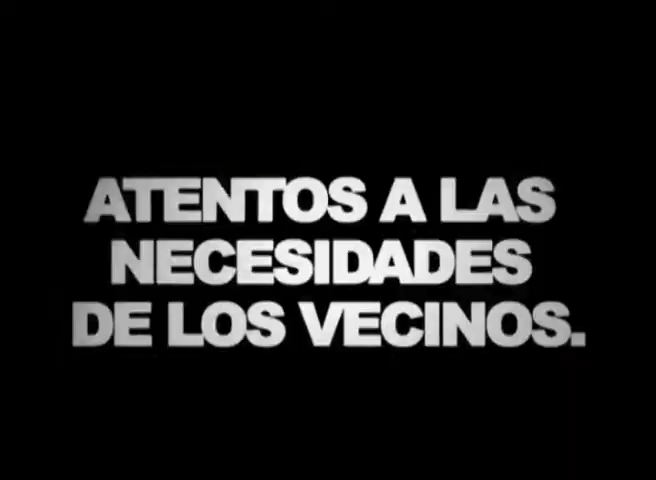 ATENTOS A LAS
NECESIDADES
DE LOS VECINOS.